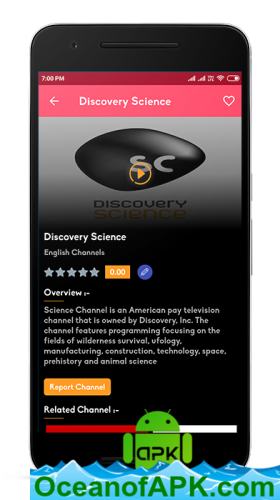 7:00 PM
Discovery Science
SC
DISCOVERY
SCIENCE
Discovery Science
English Channels
0.00
Overview :-
Science Channel is an American pay television
channel that is owned by Discovery, Inc. The
channel features programming focusing on the
fields of wilderness survival, ufology,
manufacturing, construction, technology, space,
prehistory and animal science
Report Channel
Related Channel :-
apk
OceanofAPK.com